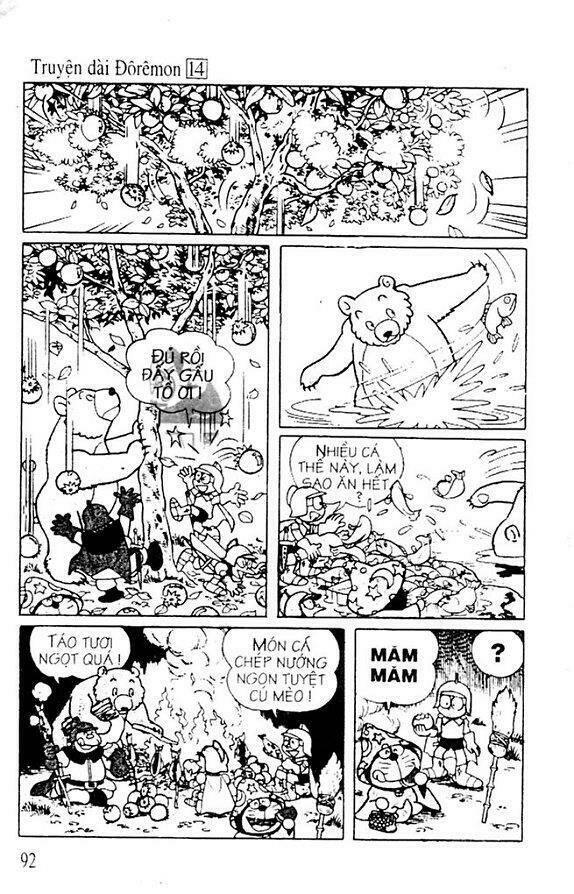 Truyện dài Đôrêmon 14
ĐỦ RỒI
ĐẤY GẤU
TỒ ƠI!
NHIỀU CÁ
THẾ NÀY, LÀM
SAO ĂN HẾT
?
TÁO TƯƠI
NGỌT QUÁ!
MÓN CÁ
CHÉP NƯỚNG
NGON TUYỆT
CÚ MÈO!
MĂM
MĂM
?
92